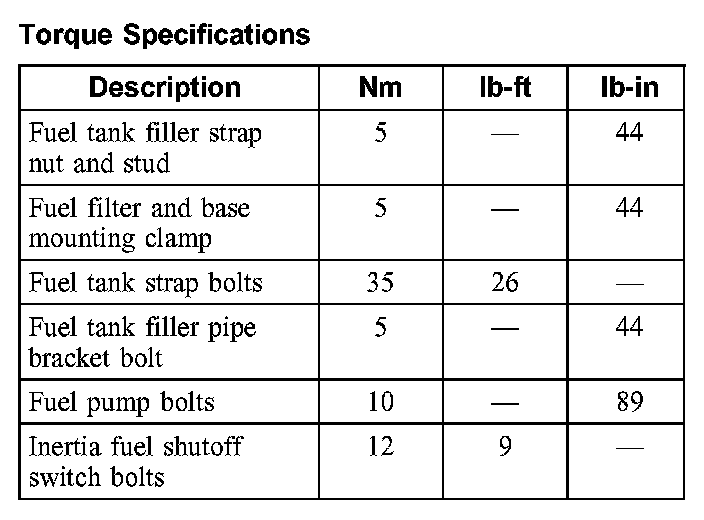 Torque Specifications
Description Nm lb-ft lb-in
Fuel tank filler strap 5 — 44
nut and stud
Fuel filter and base 5 — 44
mounting clamp
Fuel tank strap bolts 35 26 —
Fuel tank filler pipe 5 — 44
bracket bolt
Fuel pump bolts 10 — 89
Inertia fuel shutoff 12 9 —
switch bolts